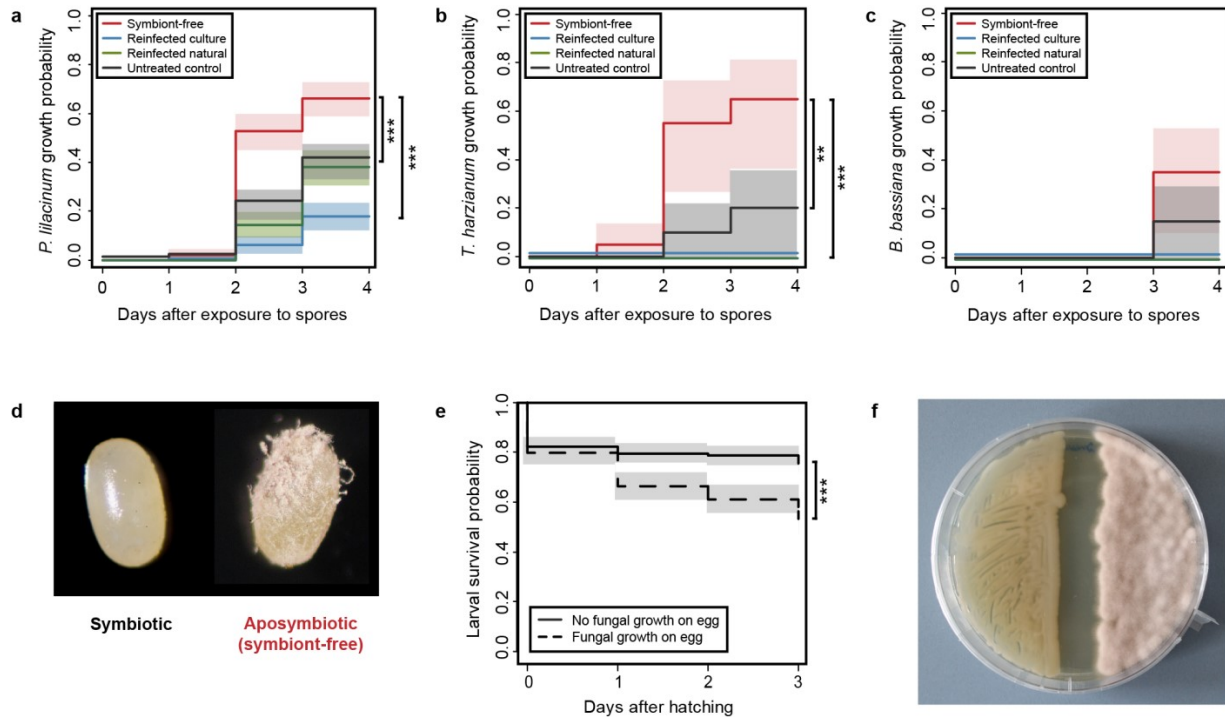 a
P. lilacinum growth probability
1.0
0.8
0.6
0.4
0.2
0.0
Symbiont-free
Reinfected culture
Reinfected natural
Untreated control
***
***
0 1 2 3 4
Days after exposure to spores
b
T. harzianum growth probability
1.0
0.8
0.6
0.4
0.2
0.0
Symbiont-free
Reinfected culture
Reinfected natural
Untreated control
**
***
0 1 2 3 4
Days after exposure to spores
c
B. bassiana growth probability
1.0
0.8
0.6
0.4
0.2
0.0
Symbiont-free
Reinfected culture
Reinfected natural
Untreated control
0 1 2 3 4
Days after exposure to spores
d
Symbiotic
Aposymbiotic
(symbiont-free)
e
Larval survival probability
1.0
0.8
0.6
0.4
0.2
0.0
No fungal growth on egg
Fungal growth on egg
***
0 1 2 3
Days after hatching
f